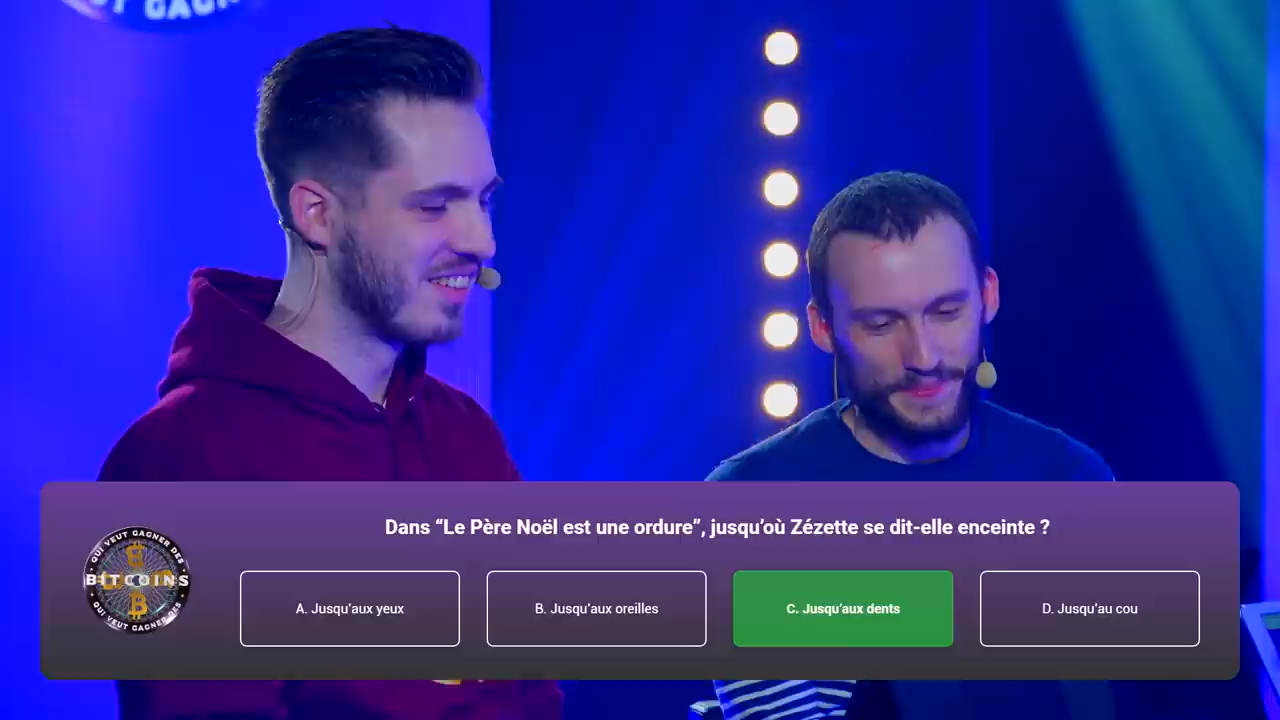 Dans “Le Père Noël est une ordure”, jusqu’où Zézette se dit-elle enceinte ?
QUI VEUT GAGNER DES
BITCOINS
QUI VEUT GAGNER DES
A. Jusqu’aux yeux
B. Jusqu’aux oreilles
C. Jusqu’aux dents
D. Jusqu’au cou